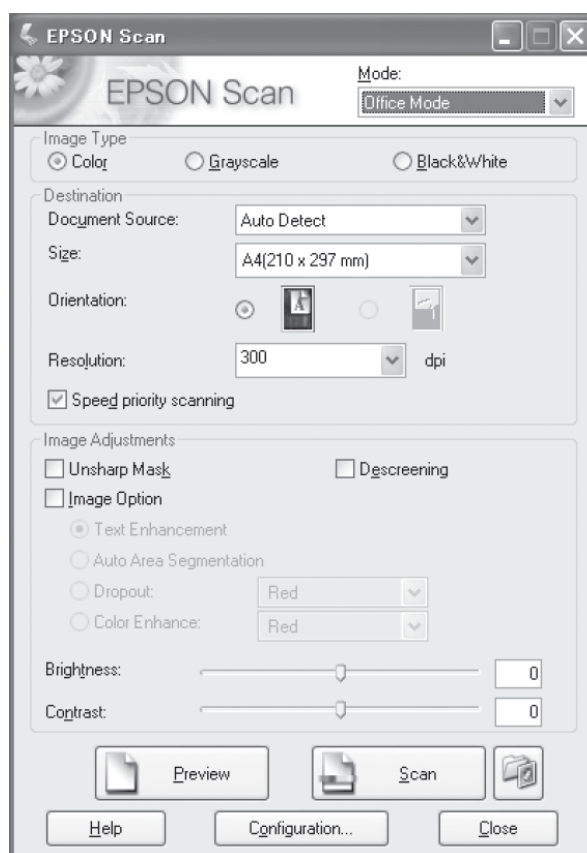 EPSON Scan
EPSON Scan
Mode:
Office Mode
Image Type
Color Grayscale Black&White
Destination
Document Source: Auto Detect
Size: A4(210 x 297 mm)
Orientation: A
Resolution: 300 dpi
Speed priority scanning
Image Adjustments
Unsharp Mask Descreening
Image Option
Text Enhancement
Auto Area Segmentation
Dropout: Red
Color Enhance: Red
Brightness: 0
Contrast: 0
Preview Scan
Help Configuration... Close